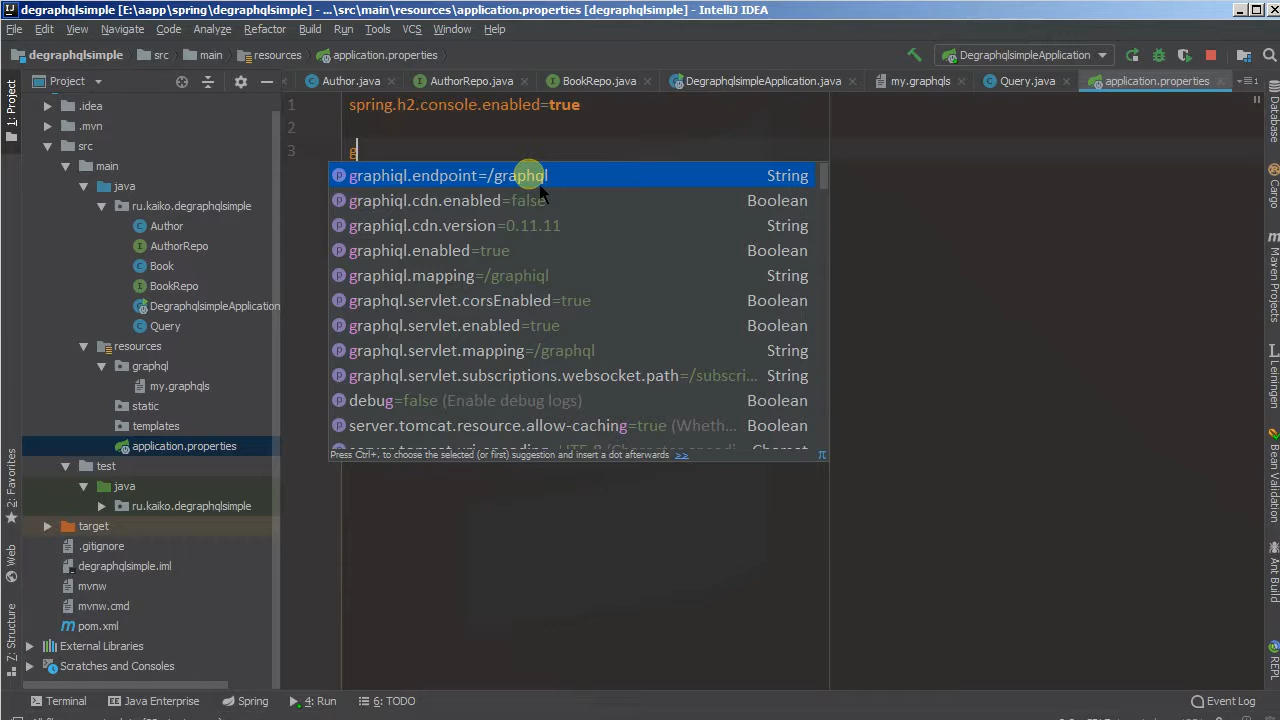 degraphqlsimple [E:\aapp\spring\degraphqlsimple] - ...\src\main\resources\application.properties [degraphqlsimple] - IntelliJ IDEA
File Edit View Navigate Code Analyze Refactor Build Run Tools VCS Window Help
degraphqlsimple src main resources application.properties DegraphqlsimpleApplication
1: Project
Project
Author.java AuthorRepo.java BookRepo.java DegraphqlsimpleApplication.java my.graphqls Query.java application.properties
.idea
.mvn
src
main
java
ru.kaiko.degraphqlsimple
Author
AuthorRepo
Book
BookRepo
DegraphqlsimpleApplication
Query
resources
graphql
my.graphqls
static
templates
application.properties
test
java
ru.kaiko.degraphqlsimple
target
.gitignore
degraphqlsimple.iml
mvnw
mvnw.cmd
pom.xml
External Libraries
Scratches and Consoles
1 spring.h2.console.enabled=true
2
3 g
graphiql.endpoint=/graphql String
graphiql.cdn.enabled=false Boolean
graphiql.cdn.version=0.11.11 String
graphiql.enabled=true Boolean
graphiql.mapping=/graphiql String
graphql.servlet.corsEnabled=true Boolean
graphql.servlet.enabled=true Boolean
graphql.servlet.mapping=/graphql String
graphql.servlet.subscriptions.websocket.path=/subscri... String
debug=false (Enable debug logs) Boolean
server.tomcat.resource.allow-caching=true (Wheth... Boolean
Press Ctrl+. to choose the selected (or first) suggestion and insert a dot afterwards >> π
2: Favorites
Web
Z: Structure
Database
Cargo
Maven Projects
Leiningen
Bean Validation
Ant Build
REPL
Terminal Java Enterprise Spring 4: Run 6: TODO Event Log